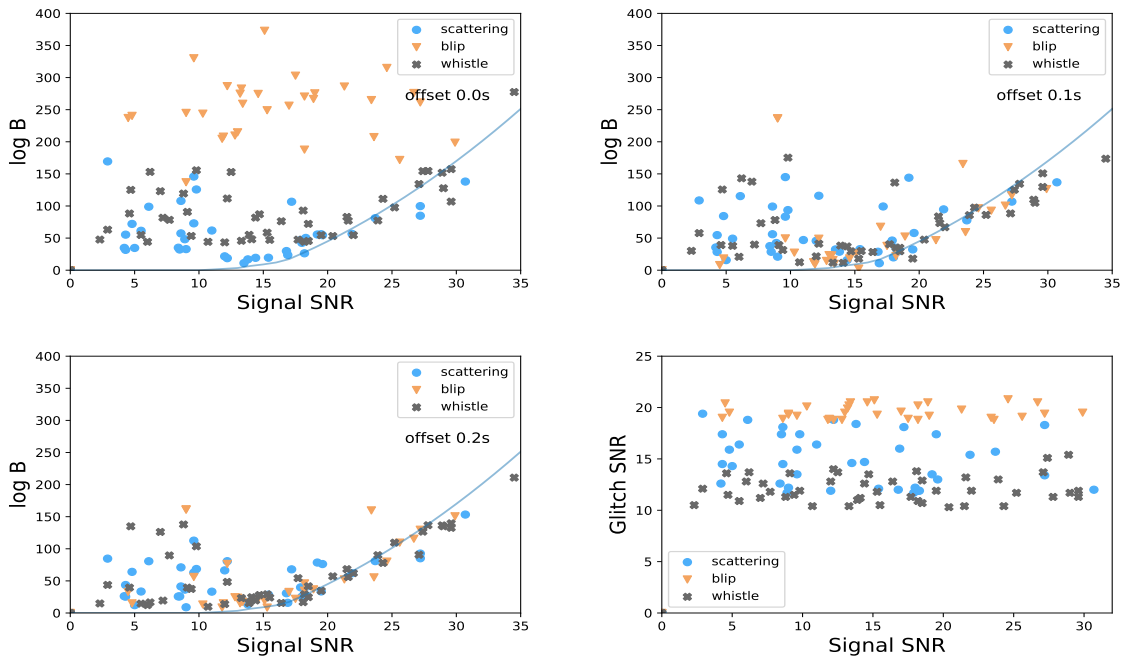 400
350
300
250
200
150
100
50
0
log B
scattering
blip
whistle
offset 0.0s
0 5 10 15 20 25 30 35
Signal SNR
400
350
300
250
200
150
100
50
0
log B
scattering
blip
whistle
offset 0.1s
0 5 10 15 20 25 30 35
Signal SNR
400
350
300
250
200
150
100
50
0
log B
scattering
blip
whistle
offset 0.2s
0 5 10 15 20 25 30 35
Signal SNR
25
20
15
10
5
0
Glitch SNR
scattering
blip
whistle
0 5 10 15 20 25 30
Signal SNR